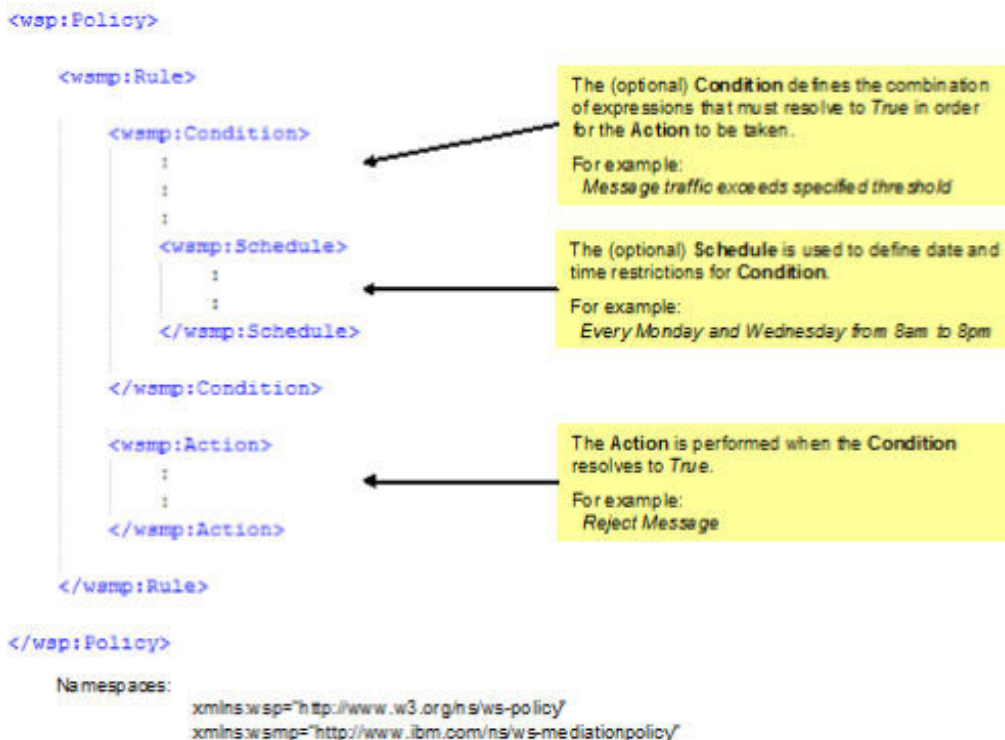 <wsp:Policy>
<wsmp:Rule>
<wsmp:Condition>
:
:
:
<wsmp:Schedule>
:
:
</wsmp:Schedule>
</wsmp:Condition>
<wsmp:Action>
:
:
</wsmp:Action>
</wsmp:Rule>
</wsp:Policy>
The (optional) Condition defines the combination
of expressions that must resolve to True in order
for the Action to be taken.
For example:
Message traffic exceeds specified threshold
The (optional) Schedule is used to define date and
time restrictions for Condition.
For example:
Every Monday and Wednesday from 8am to 8pm
The Action is performed when the Condition
resolves to True.
For example:
Reject Message
Namespaces:
xmlns:wsp="http://www.w3.org/ns/ws-policy"
xmlns:wsmp="http://www.ibm.com/ns/ws-mediationpolicy"